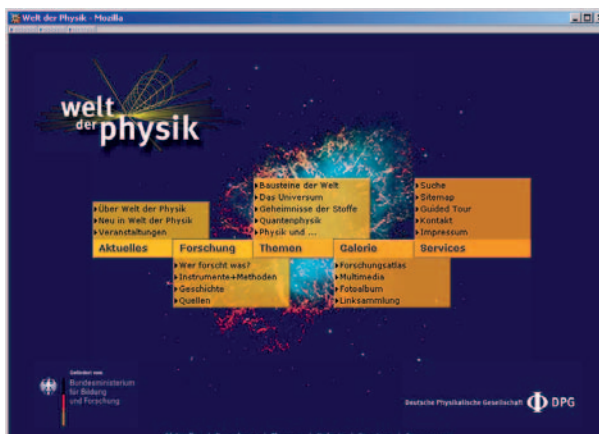 Welt der Physik - Mozilla
welt
der physik
Bausteine der Welt
Das Universum
Geheimnisse der Stoffe
Quantenphysik
Physik und ...
Suche
Sitemap
Guided Tour
Kontakt
Impressum
Über Welt der Physik
Neu in Welt der Physik
Veranstaltungen
Aktuelles Forschung Themen Galerie Services
Wer forscht was?
Instrumente+Methoden
Geschichte
Quellen
Forschungsatlas
Multimedia
Fotoalbum
Linksammlung
Gefördert vom
Bundesministerium
für Bildung
und Forschung
Deutsche Physikalische Gesellschaft DPG